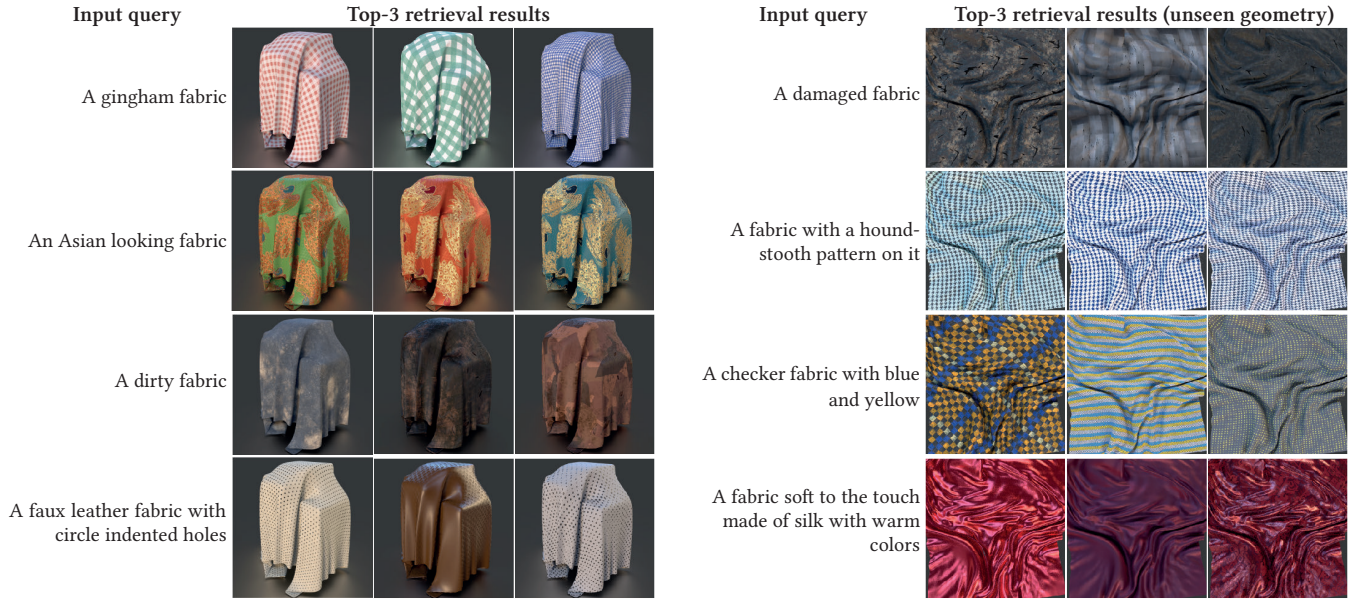 Input query
Top-3 retrieval results
A gingham fabric
An Asian looking fabric
A dirty fabric
A faux leather fabric with
circle indented holes
Input query
Top-3 retrieval results (unseen geometry)
A damaged fabric
A fabric with a hound-
stooth pattern on it
A checker fabric with blue
and yellow
A fabric soft to the touch
made of silk with warm
colors